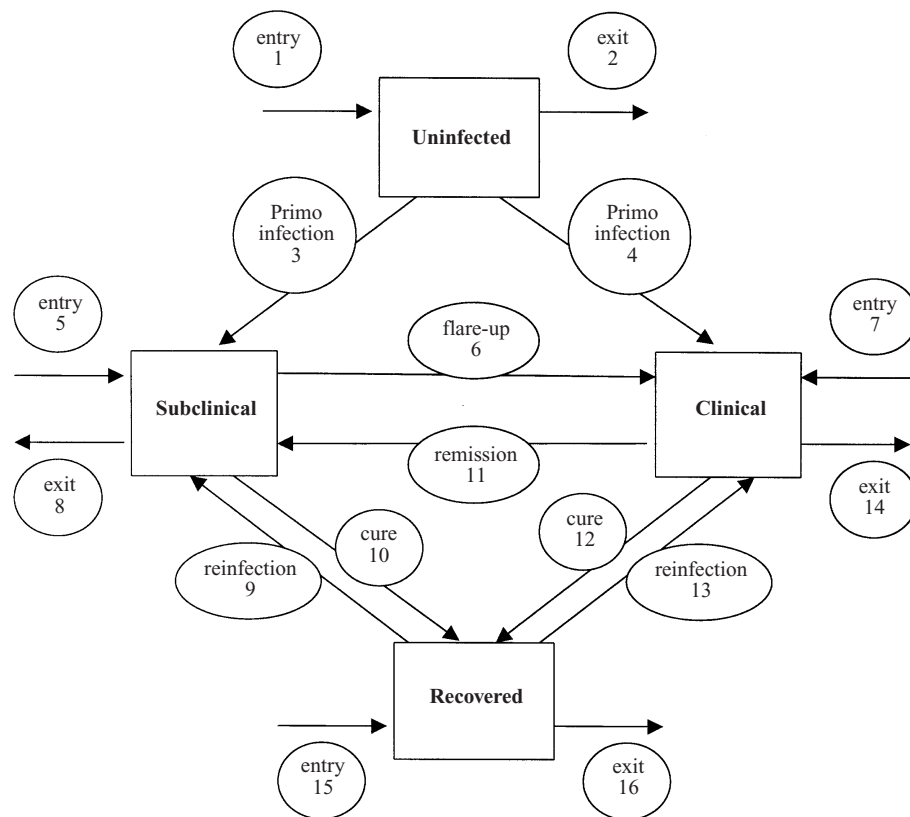 entry
1
exit
2
Uninfected
Primo
infection
3
Primo
infection
4
entry
5
flare-up
6
entry
7
Subclinical
Clinical
exit
8
remission
11
exit
14
cure
10
cure
12
reinfection
9
reinfection
13
Recovered
entry
15
exit
16